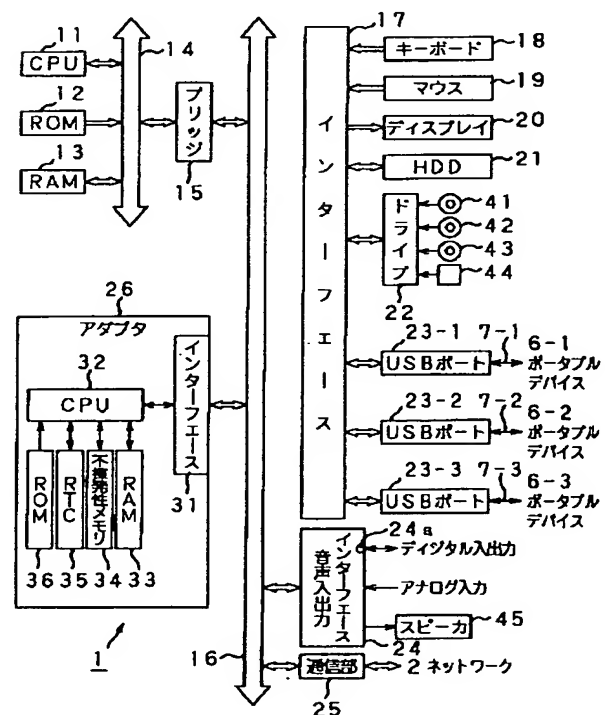 11
CPU
12
ROM
13
RAM
14
ブリッジ
15
16
17
インターフェース
キーボード
18
マウス
19
ディスプレイ
20
HDD
21
ドライブ
22
41
42
43
44
23-1
USBポート
7-1
6-1
ポータブル
デバイス
23-2
USBポート
7-2
6-2
ポータブル
デバイス
23-3
USBポート
7-3
6-3
ポータブル
デバイス
24a
音声入出力
インターフェース
24
ディジタル入出力
アナログ入力
スピーカ
45
通信部
25
2 ネットワーク
26
アダプタ
32
CPU
インターフェース
31
ROM
RTC
不揮発性メモリ
RAM
36
35
34
33
1